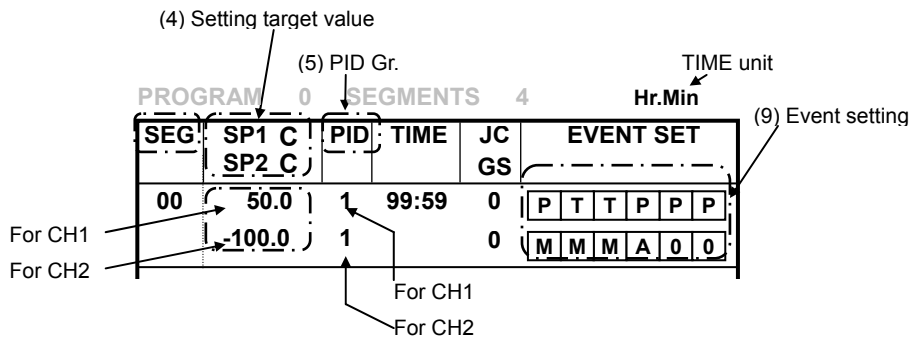 (4) Setting target value
(5) PID Gr.
TIME unit
PROGRAM 0 SEGMENTS 4 Hr.Min
(9) Event setting
SEG SP1 C PID TIME JC EVENT SET
SP2 C GS
00 50.0 1 99:59 0 P T T P P P
For CH1
-100.0 1 0 M M M A 0 0
For CH2
For CH1
For CH2